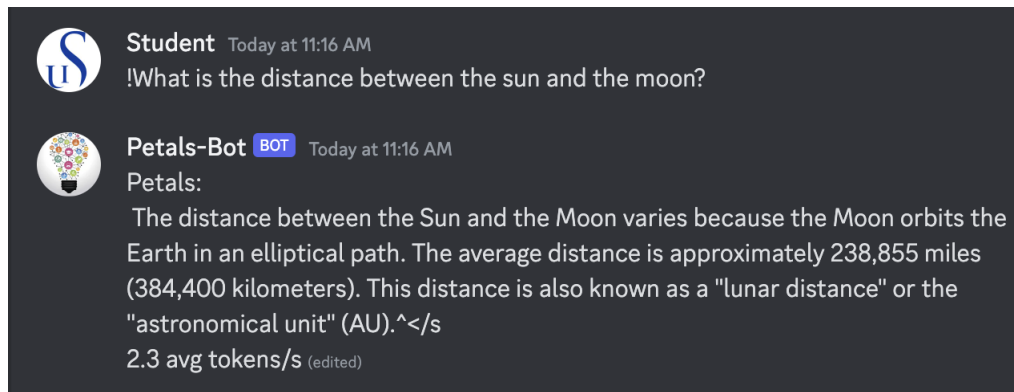 US
Student Today at 11:16 AM
!What is the distance between the sun and the moon?
Petals-Bot BOT Today at 11:16 AM
Petals:
The distance between the Sun and the Moon varies because the Moon orbits the
Earth in an elliptical path. The average distance is approximately 238,855 miles
(384,400 kilometers). This distance is also known as a "lunar distance" or the
"astronomical unit" (AU).^</s
2.3 avg tokens/s (edited)